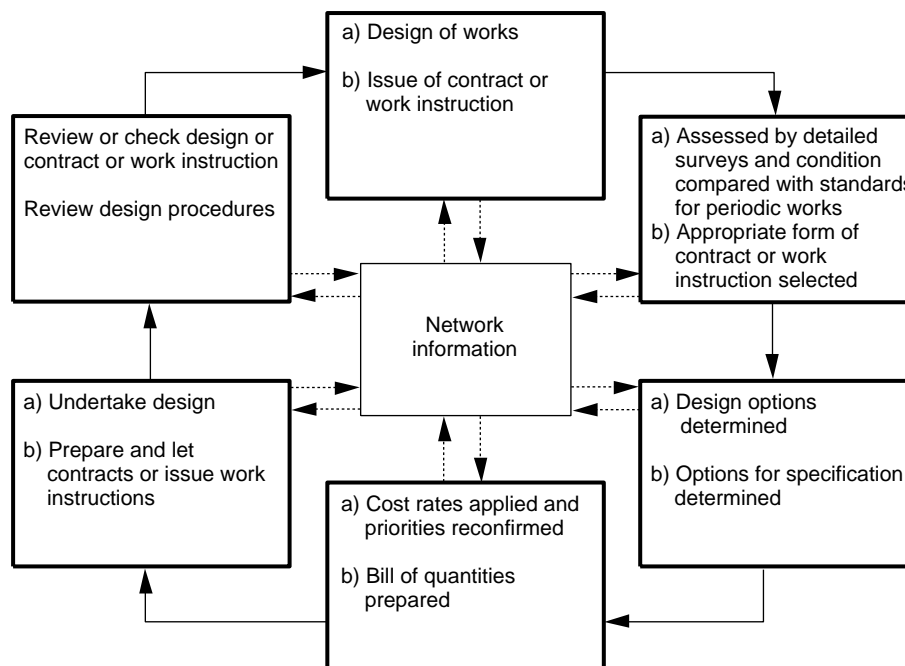 a) Design of works
b) Issue of contract or
work instruction
Review or check design or
contract or work instruction
Review design procedures
a) Assessed by detailed
surveys and condition
compared with standards
for periodic works
b) Appropriate form of
contract or work
instruction selected
Network
information
a) Undertake design
b) Prepare and let
contracts or issue work
instructions
a) Design options
determined
b) Options for specification
determined
a) Cost rates applied and
priorities reconfirmed
b) Bill of quantities
prepared